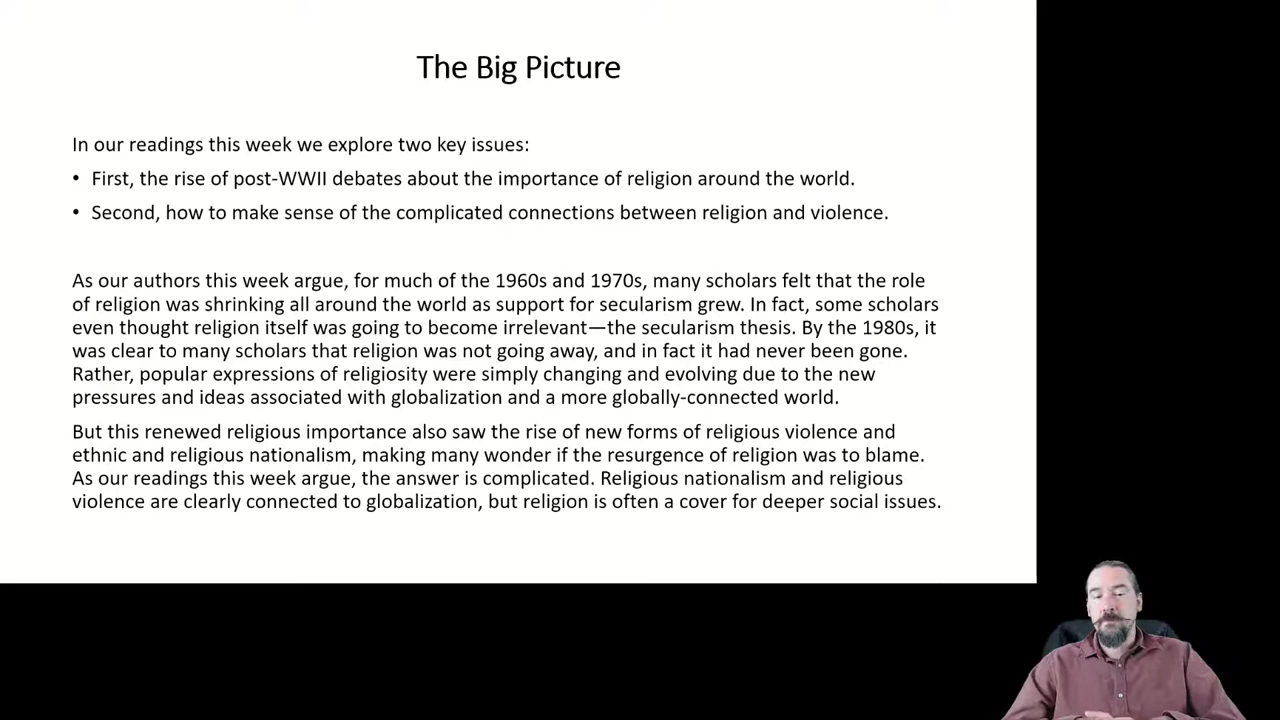 The Big Picture
In our readings this week we explore two key issues:
• First, the rise of post-WWII debates about the importance of religion around the world.
• Second, how to make sense of the complicated connections between religion and violence.
As our authors this week argue, for much of the 1960s and 1970s, many scholars felt that the role
of religion was shrinking all around the world as support for secularism grew. In fact, some scholars
even thought religion itself was going to become irrelevant—the secularism thesis. By the 1980s, it
was clear to many scholars that religion was not going away, and in fact it had never been gone.
Rather, popular expressions of religiosity were simply changing and evolving due to the new
pressures and ideas associated with globalization and a more globally-connected world.
But this renewed religious importance also saw the rise of new forms of religious violence and
ethnic and religious nationalism, making many wonder if the resurgence of religion was to blame.
As our readings this week argue, the answer is complicated. Religious nationalism and religious
violence are clearly connected to globalization, but religion is often a cover for deeper social issues.